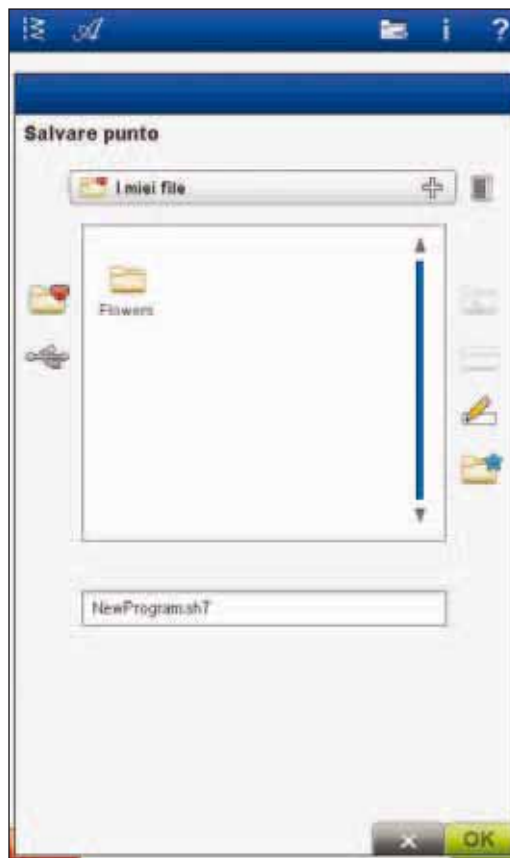 A
i
?
Salvare punto
I miei file
Flowers
NewProgram.sh7
OK